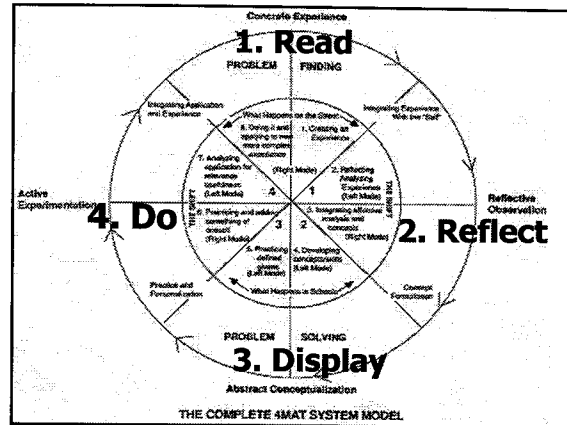 Concrete Experience
1. Read
PROBLEM FINDING
Integrating Application
and Experience
Integrating Experience
With the "Self"
What Happens on the Street
8. Doing it and
applying to new
more complex
experience
1. Creating an
Experience
(Right Mode)
7. Analyzing
application for
relevance
usefulness
(Left Mode)
2. Reflecting
Analyzing
Experience
(Left Mode)
4 1
THE SHIFT
THE SHIFT
Active
Experimentation
4. Do
Reflective
Observation
2. Reflect
3 2
6. Practicing and adding
something of
oneself
(Right Mode)
3. Integrating reflective
analysis and
concepts
(Right Mode)
5. Practicing
defined
givens
(Left Mode)
4. Developing
concepts/skills
(Left Mode)
What Happens in Schools
Practice and
Personalization
Concept
Formulation
PROBLEM SOLVING
3. Display
Abstract Conceptualization
THE COMPLETE 4MAT SYSTEM MODEL